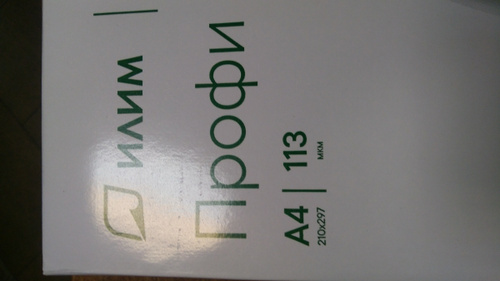 илим |
Профи
А4 | 113
210x297 мкм